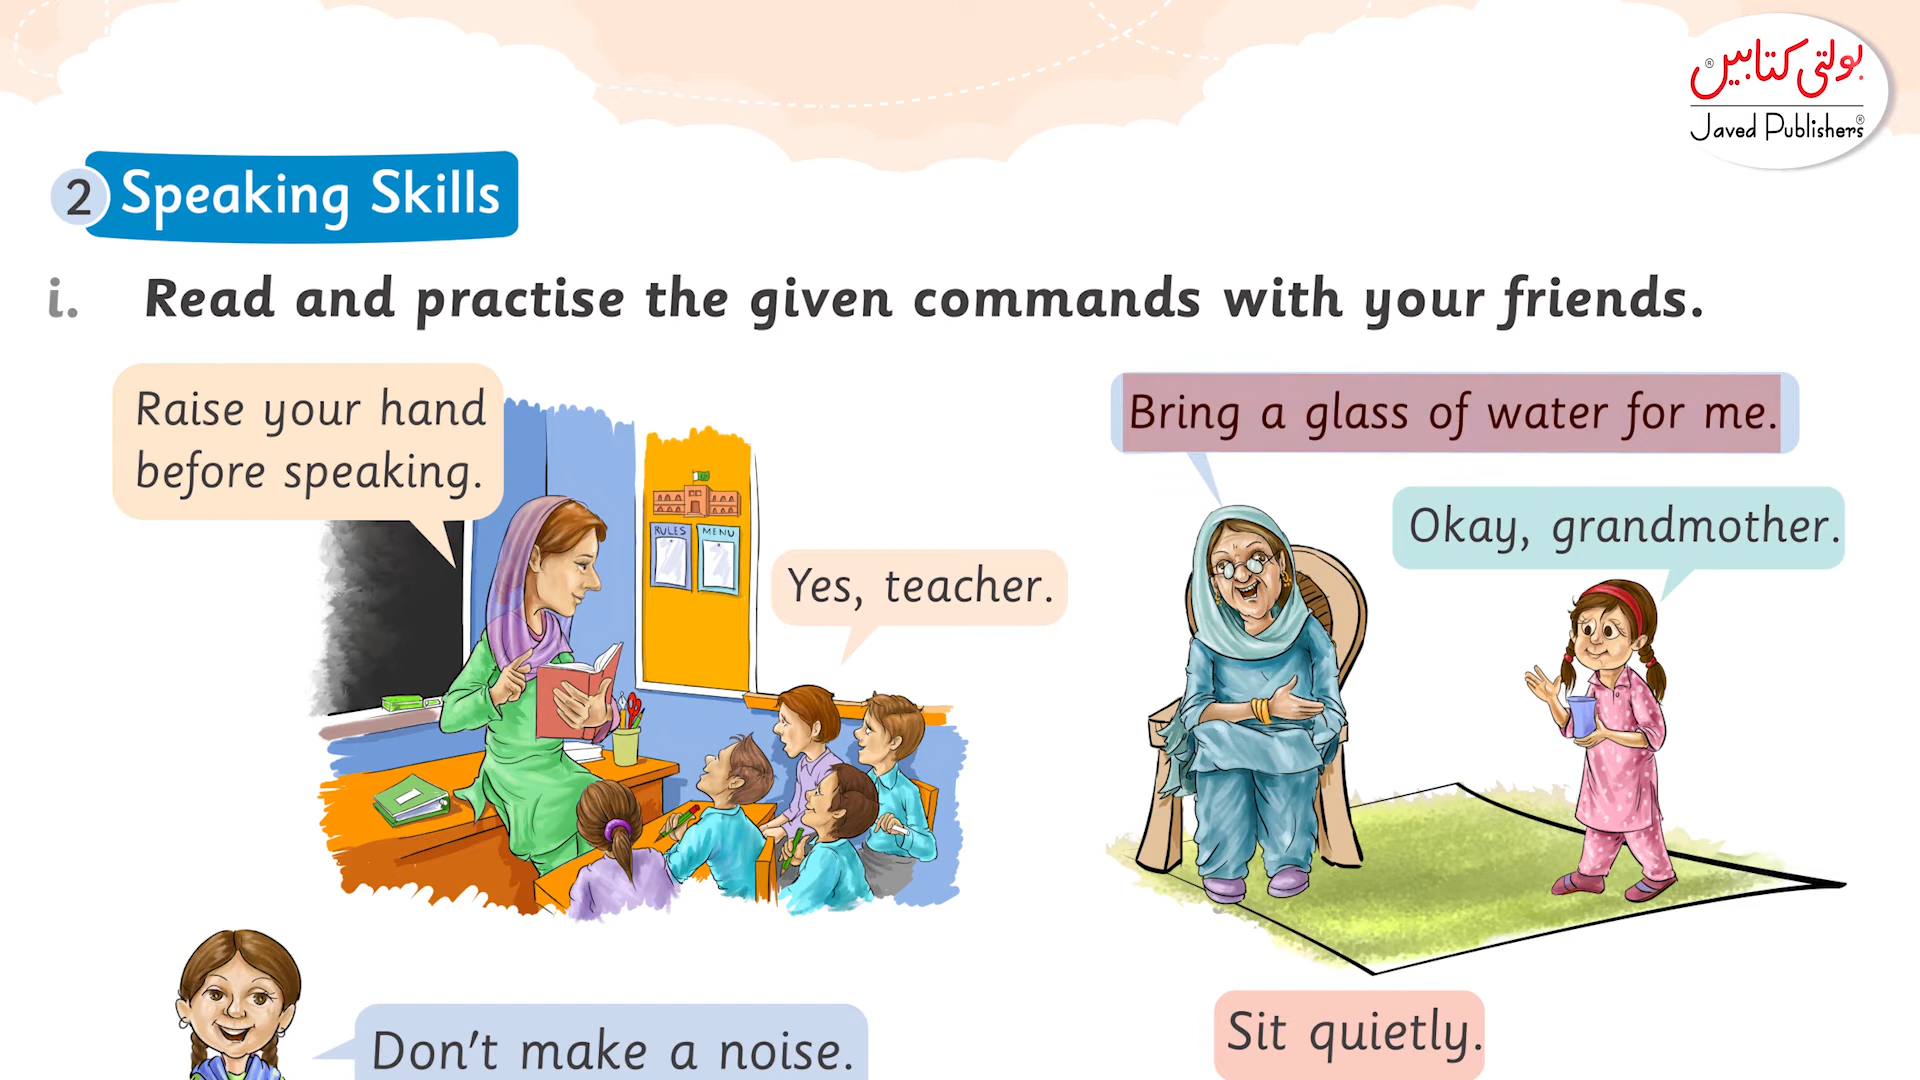 بولتی کتابیں®
Javed Publishers®
2 Speaking Skills
i. Read and practise the given commands with your friends.
Raise your hand
before speaking.
Bring a glass of water for me.
Okay, grandmother.
RULES MENU
Yes, teacher.
Don't make a noise.
Sit quietly.